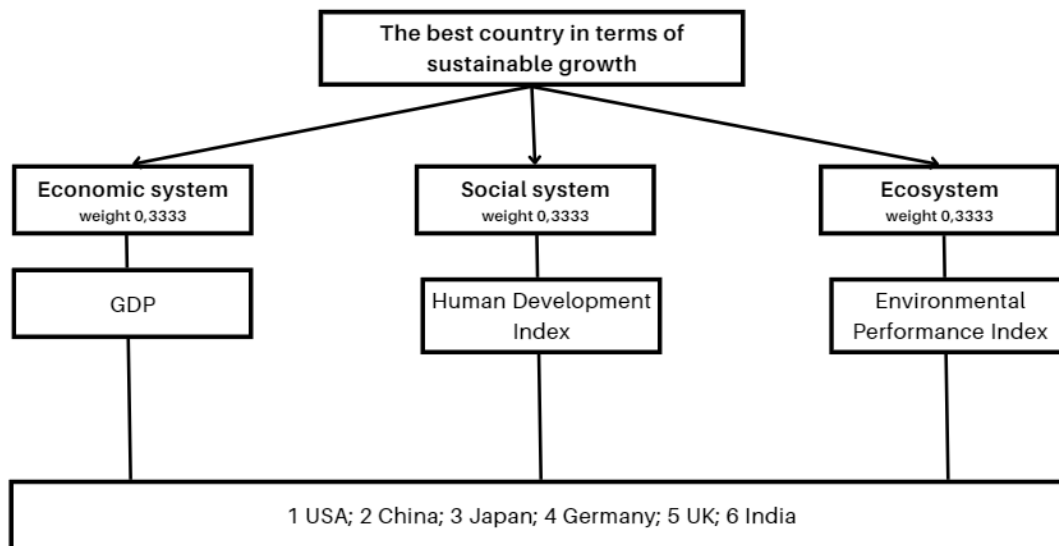 The best country in terms of
sustainable growth
Economic system
weight 0,3333
Social system
weight 0,3333
Ecosystem
weight 0,3333
GDP
Human Development
Index
Environmental
Performance Index
1 USA; 2 China; 3 Japan; 4 Germany; 5 UK; 6 India